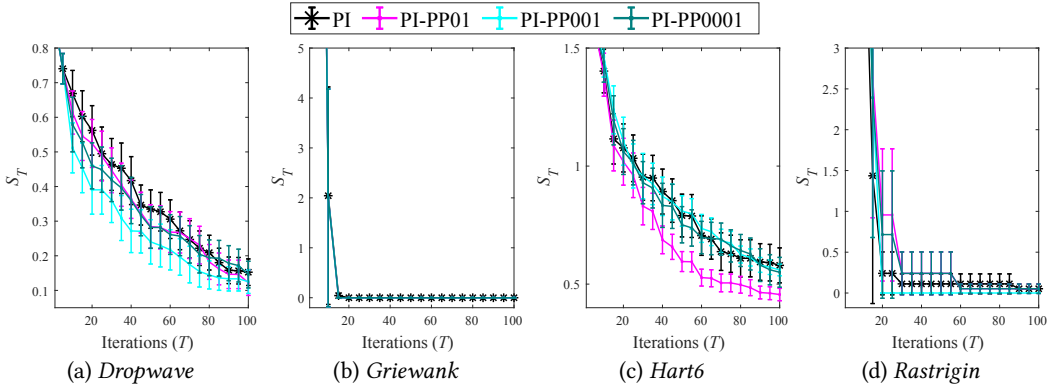 PI PI-PP01 PI-PP001 PI-PP0001
0.8
0.7
0.6
0.5
0.4
0.3
0.2
0.1
S_T
20 40 60 80 100
Iterations (T)
(a) Dropwave
5
4
3
2
1
0
S_T
20 40 60 80 100
Iterations (T)
(b) Griewank
1.5
1
0.5
S_T
20 40 60 80 100
Iterations (T)
(c) Hart6
3
2.5
2
1.5
1
0.5
0
S_T
20 40 60 80 100
Iterations (T)
(d) Rastrigin